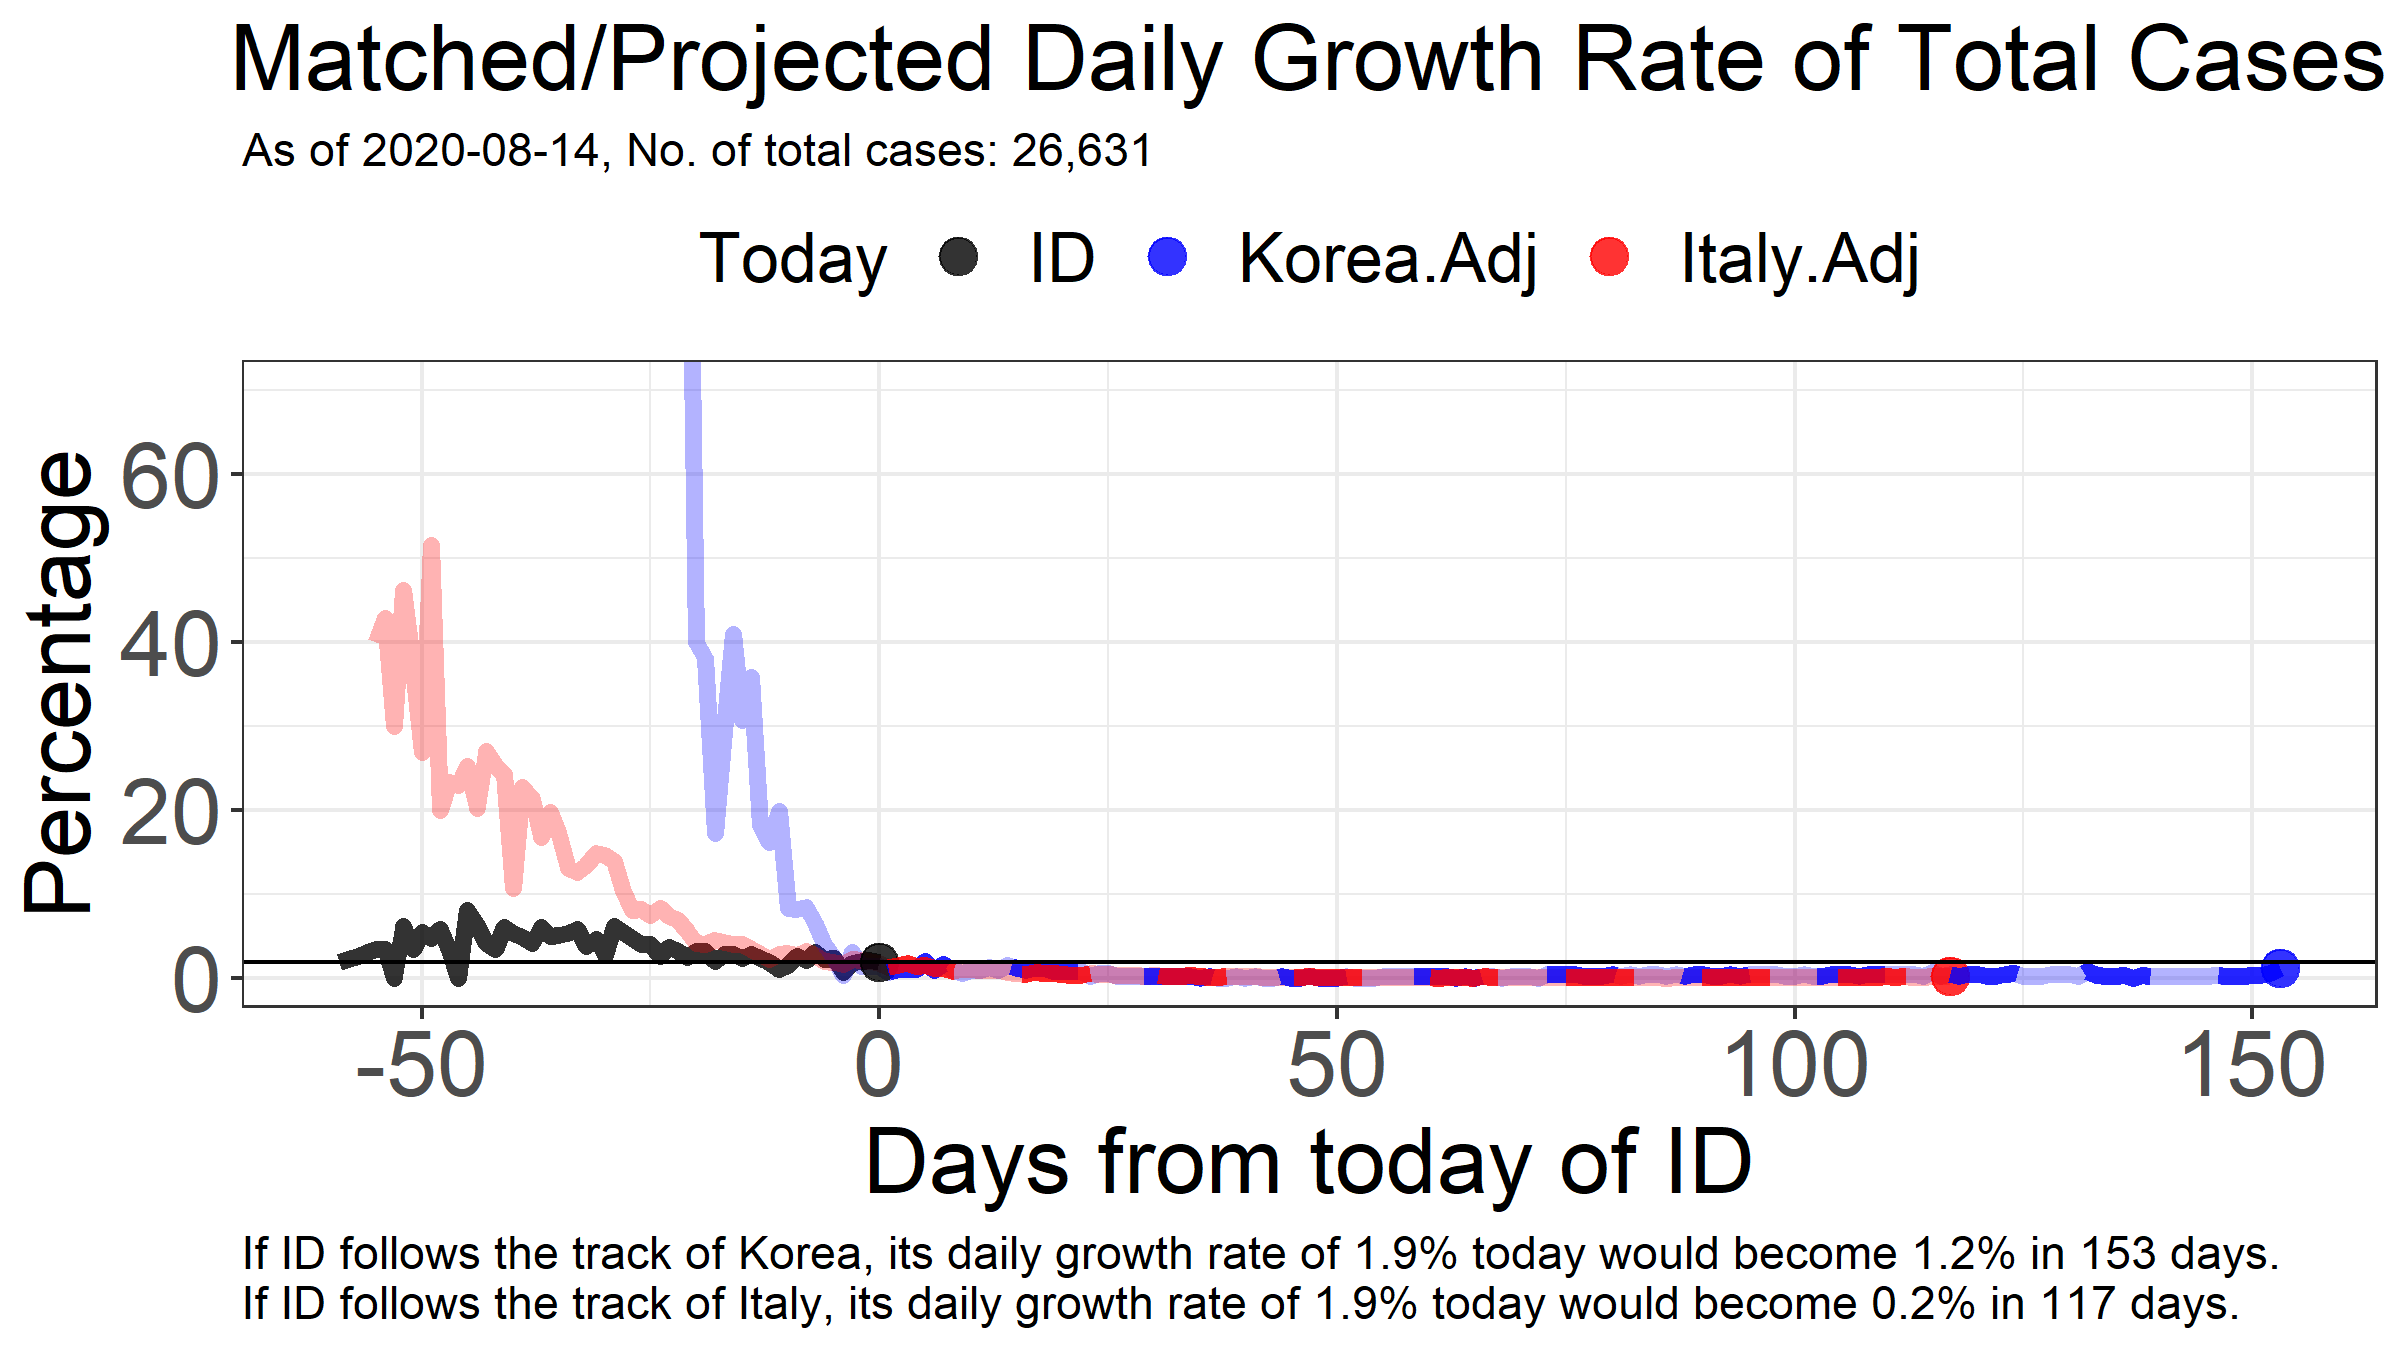 Matched/Projected Daily Growth Rate of Total Cases
As of 2020-08-14, No. of total cases: 26,631
Today ID Korea.Adj Italy.Adj
Percentage
60
40
20
0
-50 0 50 100 150
Days from today of ID
If ID follows the track of Korea, its daily growth rate of 1.9% today would become 1.2% in 153 days.
If ID follows the track of Italy, its daily growth rate of 1.9% today would become 0.2% in 117 days.